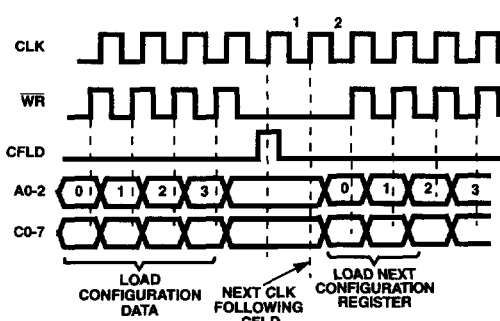 1 2
CLK
WR
CFLD
A0-2 0 1 2 3 0 1 2 3
C0-7
LOAD CONFIGURATION DATA
NEXT CLK FOLLOWING CFLD
LOAD NEXT CONFIGURATION REGISTER